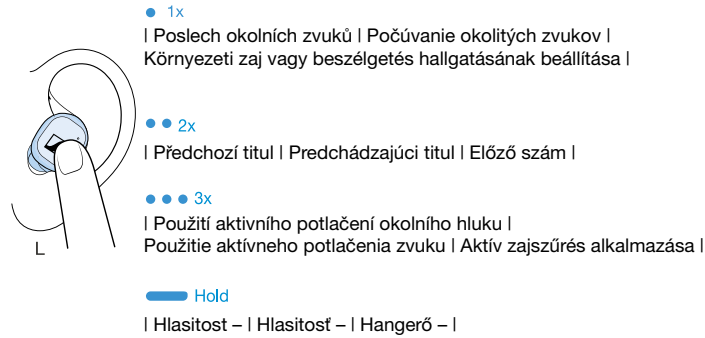 1x
| Poslech okolních zvuků | Počúvanie okolitých zvukov |
Környezeti zaj vagy beszélgetés hallgatásának beállítása |
2x
| Předchozí titul | Predchádzajúci titul | Előző szám |
3x
| Použití aktivního potlačení okolního hluku |
Použitie aktívneho potlačenia zvuku | Aktív zajszűrés alkalmazása |
L
Hold
| Hlasitost – | Hlasitosť – | Hangerő – |